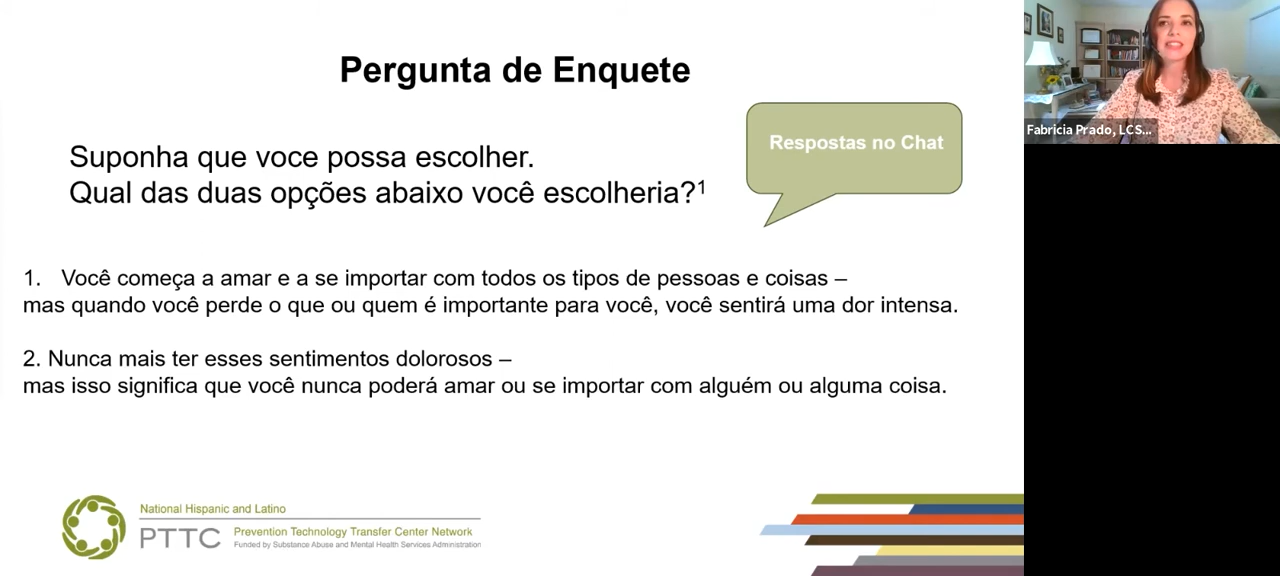 Pergunta de Enquete
Respostas no Chat
Suponha que voce possa escolher.
Qual das duas opções abaixo você escolheria?¹
1. Você começa a amar e a se importar com todos os tipos de pessoas e coisas –
mas quando você perde o que ou quem é importante para você, você sentirá uma dor intensa.
2. Nunca mais ter esses sentimentos dolorosos –
mas isso significa que você nunca poderá amar ou se importar com alguém ou alguma coisa.
National Hispanic and Latino
PTTC
Prevention Technology Transfer Center Network
Funded by Substance Abuse and Mental Health Services Administration
Fabricia Prado, LCS...